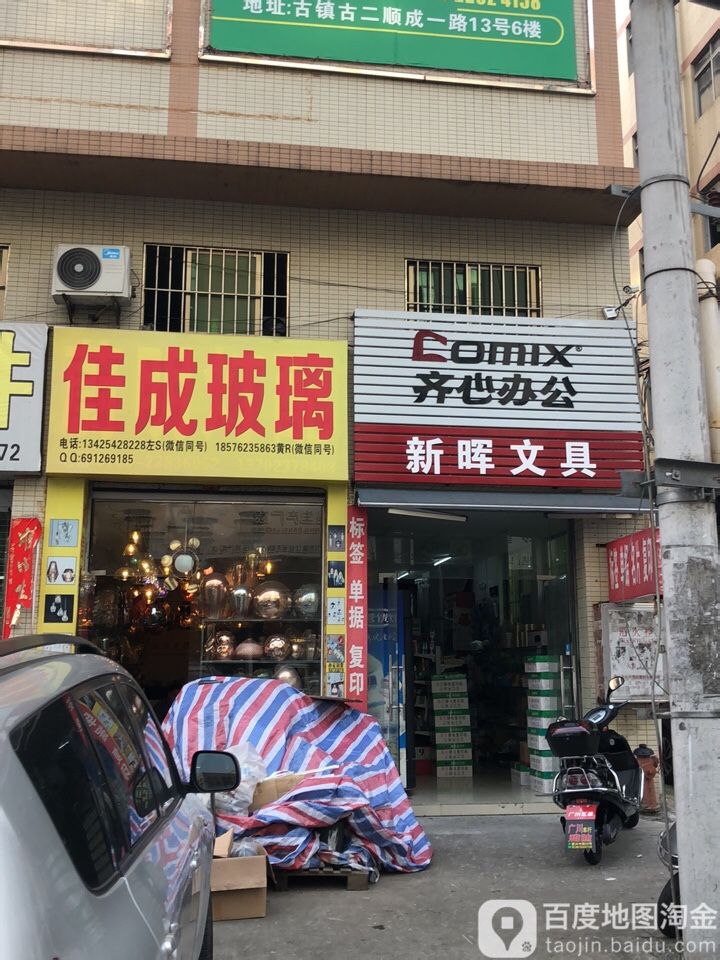 地址:古镇古二顺成一路13号6楼
佳成玻璃
电话:13425428228左S(微信同号) 18576235863黄R(微信同号)
QQ:691269185
Comix®
齐心办公
新晖文具
标签 单据 复印
72
百度地图淘金
taojin.baidu.com